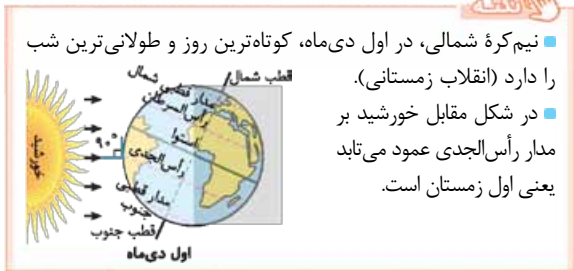 نیم‌کرهٔ شمالی، در اول دی‌ماه، کوتاه‌ترین روز و طولانی‌ترین شب
را دارد (انقلاب زمستانی).
در شکل مقابل خورشید بر
مدار رأس‌الجدی عمود می‌تابد
یعنی اول زمستان است.
قطب شمال
مدار قطبی شمال
رأس‌السرطان
استوا
رأس‌الجدی
مدار قطبی
جنوب
قطب جنوب
۹۰°
خورشید
اول دی‌ماه